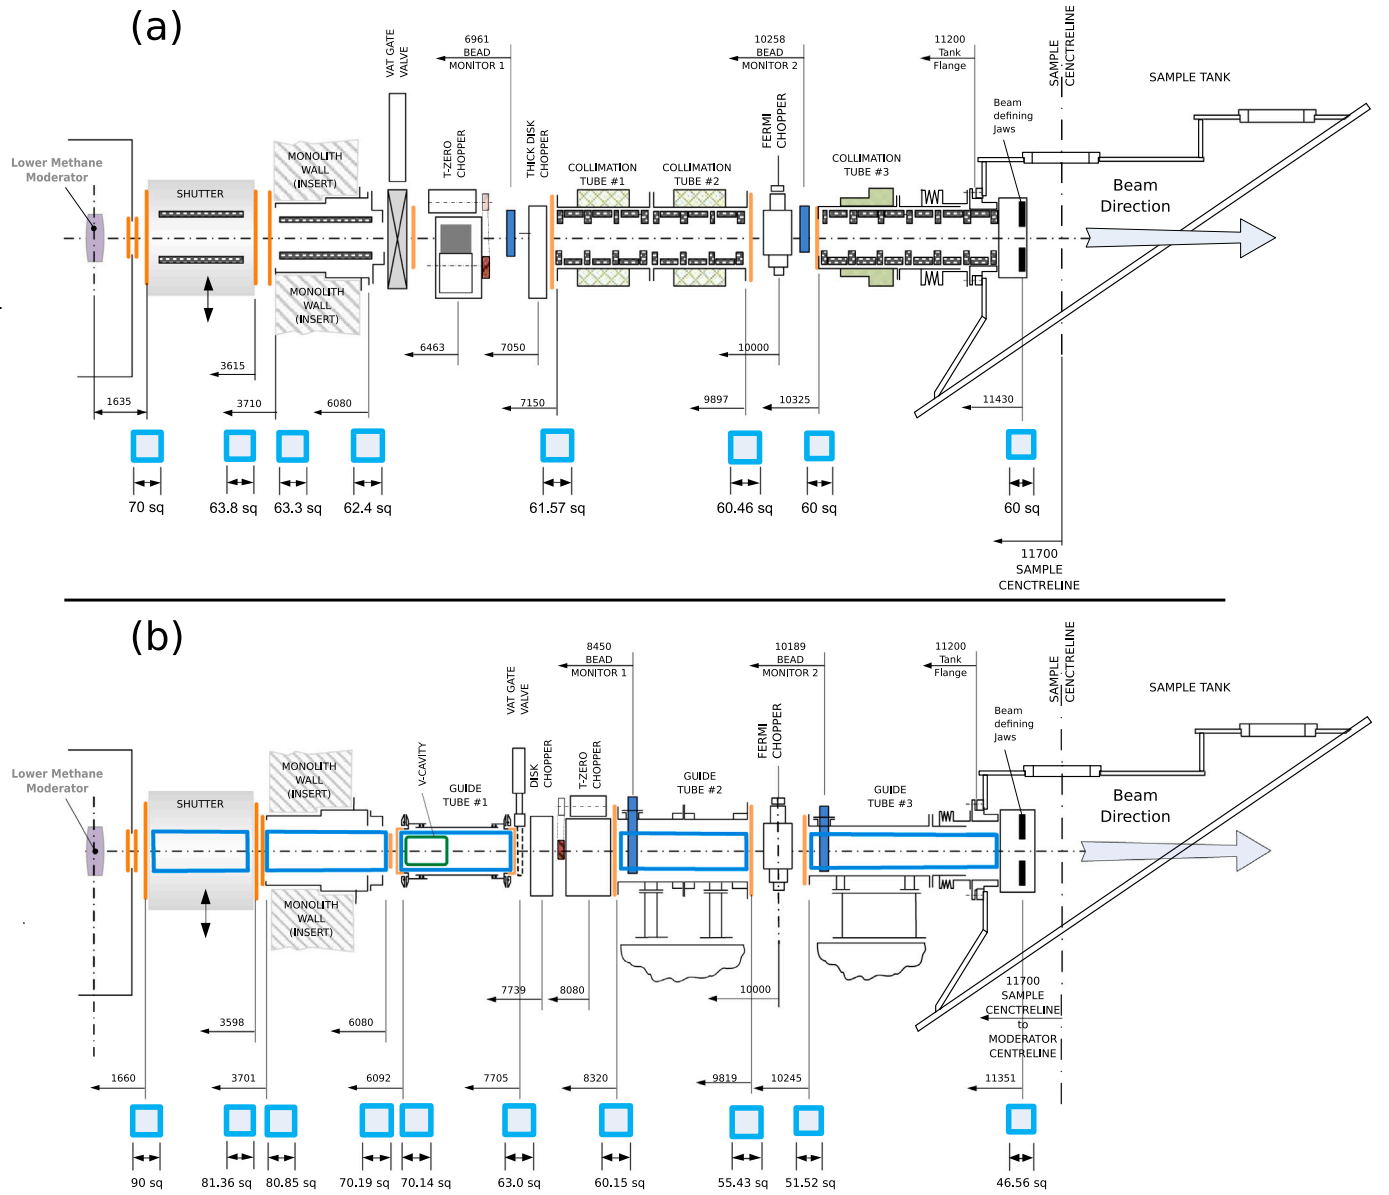 (a)
VAT GATE
VALVE
6961
BEAD
MONITOR 1
10258
BEAD
MONITOR 2
11200
Tank
Flange
SAMPLE
CENCTRELINE
SAMPLE TANK
Lower Methane
Moderator
SHUTTER
MONOLITH
WALL
(INSERT)
T-ZERO
CHOPPER
THICK DISK
CHOPPER
COLLIMATION
TUBE #1
COLLIMATION
TUBE #2
FERMI
CHOPPER
COLLIMATION
TUBE #3
Beam
defining
Jaws
Beam
Direction
MONOLITH
WALL
(INSERT)
6463
7050
10000
3615
1635
3710
6080
7150
9897
10325
11430
70 sq
63.8 sq
63.3 sq
62.4 sq
61.57 sq
60.46 sq
60 sq
60 sq
11700
SAMPLE
CENCTRELINE
(b)
8450
BEAD
MONITOR 1
10189
BEAD
MONITOR 2
11200
Tank
Flange
SAMPLE
CENCTRELINE
SAMPLE TANK
VAT GATE
VALVE
Lower Methane
Moderator
SHUTTER
MONOLITH
WALL
(INSERT)
V-CAVITY
GUIDE
TUBE #1
DISK
CHOPPER
T-ZERO
CHOPPER
GUIDE
TUBE #2
FERMI
CHOPPER
GUIDE
TUBE #3
Beam
defining
Jaws
Beam
Direction
MONOLITH
WALL
(INSERT)
7739
8080
10000
11700
SAMPLE
CENCTRELINE
to
MODERATOR
CENTRELINE
3598
6080
1660
3701
6092
7705
8320
9819
10245
11351
90 sq
81.36 sq
80.85 sq
70.19 sq
70.14 sq
63.0 sq
60.15 sq
55.43 sq
51.52 sq
46.56 sq